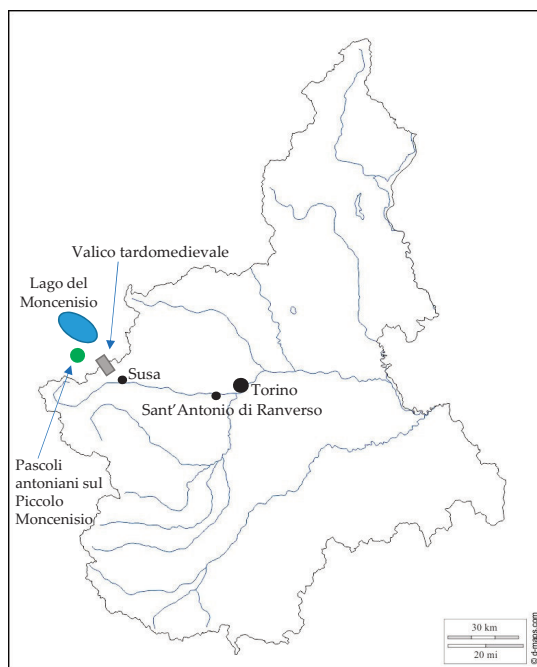 Valico tardomedievale
Lago del
Moncenisio
Susa
Torino
Sant'Antonio di Ranverso
Pascoli
antoniani sul
Piccolo
Moncenisio
30 km
20 mi
© d-maps.com